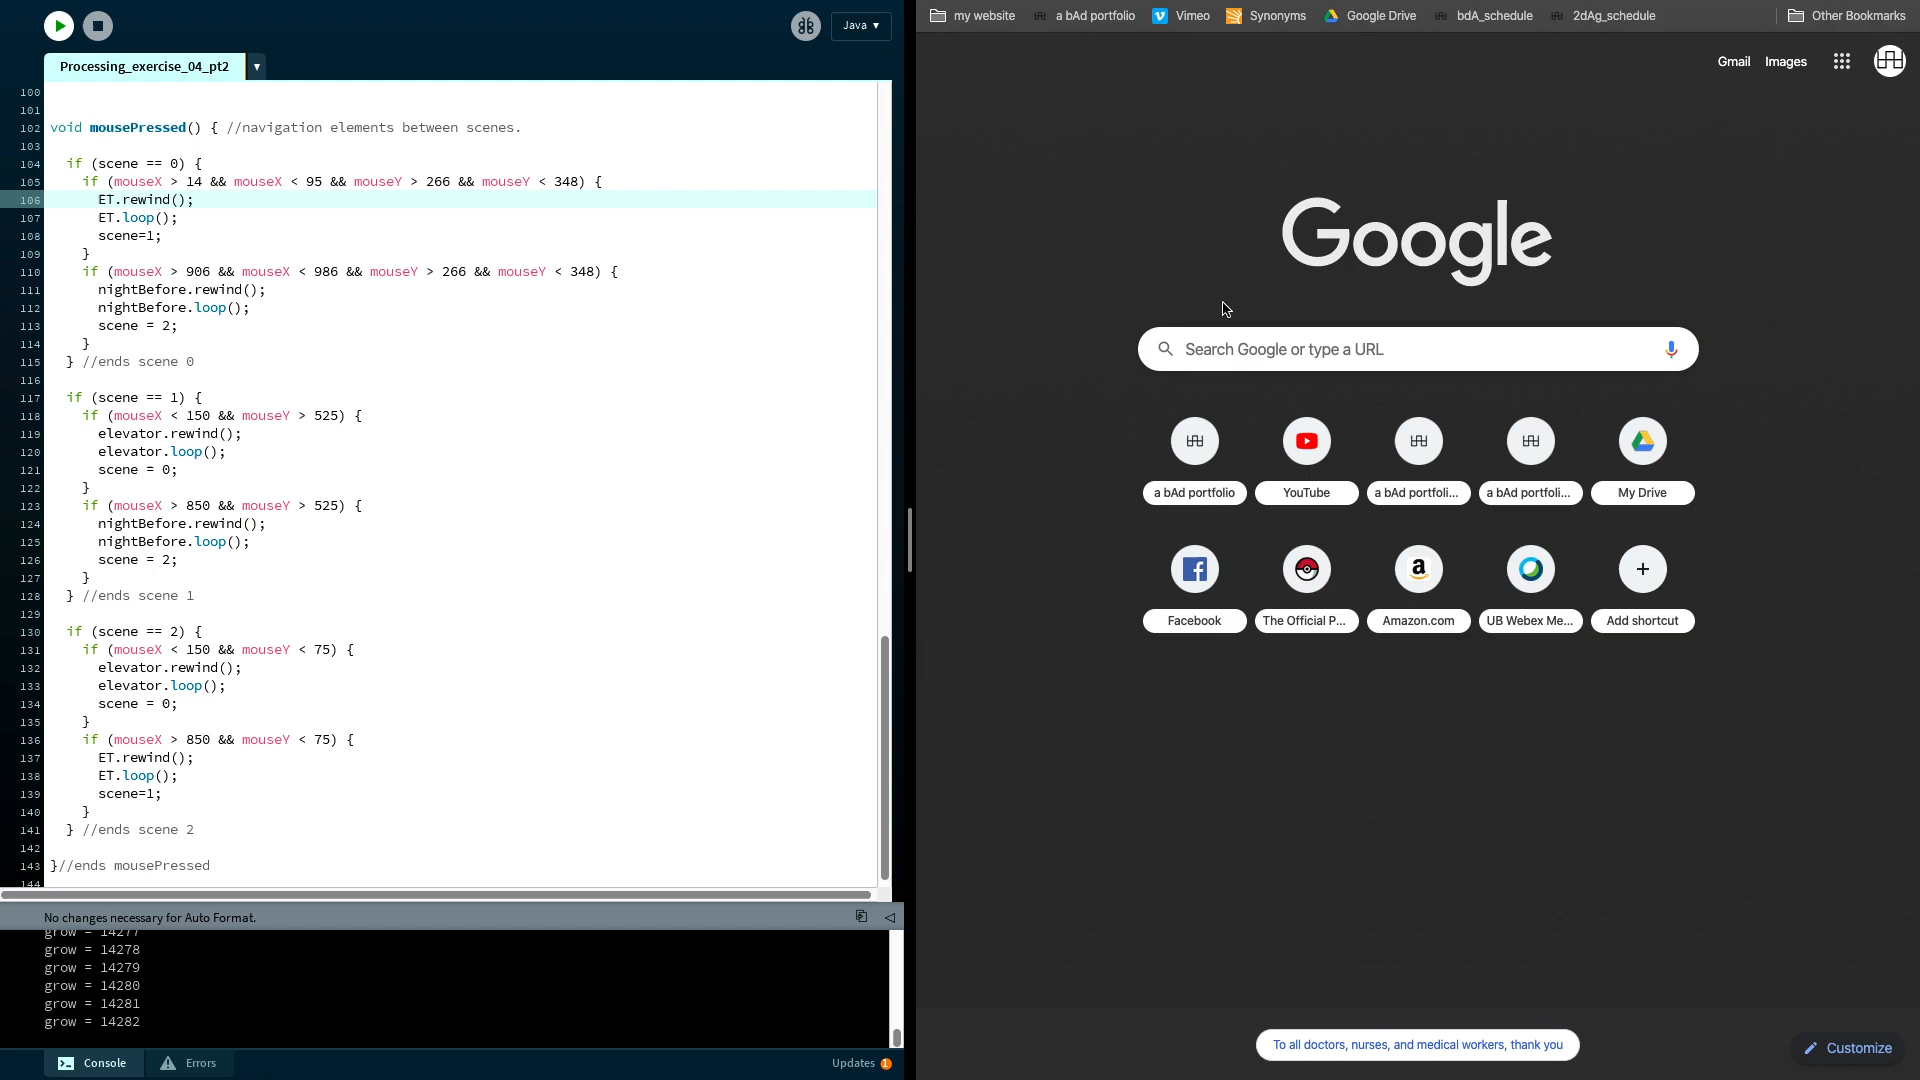 Java ▾
Processing_exercise_04_pt2 ▼
100
101
102 void mousePressed() { //navigation elements between scenes.
103
104 if (scene == 0) {
105 if (mouseX > 14 && mouseX < 95 && mouseY > 266 && mouseY < 348) {
106 ET.rewind();
107 ET.loop();
108 scene=1;
109 }
110 if (mouseX > 906 && mouseX < 986 && mouseY > 266 && mouseY < 348) {
111 nightBefore.rewind();
112 nightBefore.loop();
113 scene = 2;
114 }
115 } //ends scene 0
116
117 if (scene == 1) {
118 if (mouseX < 150 && mouseY > 525) {
119 elevator.rewind();
120 elevator.loop();
121 scene = 0;
122 }
123 if (mouseX > 850 && mouseY > 525) {
124 nightBefore.rewind();
125 nightBefore.loop();
126 scene = 2;
127 }
128 } //ends scene 1
129
130 if (scene == 2) {
131 if (mouseX < 150 && mouseY < 75) {
132 elevator.rewind();
133 elevator.loop();
134 scene = 0;
135 }
136 if (mouseX > 850 && mouseY < 75) {
137 ET.rewind();
138 ET.loop();
139 scene=1;
140 }
141 } //ends scene 2
142
143 }//ends mousePressed
144
No changes necessary for Auto Format.
grow = 14277
grow = 14278
grow = 14279
grow = 14280
grow = 14281
grow = 14282
Console Errors Updates 1
my website a bAd portfolio Vimeo Synonyms Google Drive bdA_schedule 2dAg_schedule Other Bookmarks
Gmail Images
Google
Search Google or type a URL
a bAd portfolio YouTube a bAd portfoli... a bAd portfoli... My Drive
Facebook The Official P... Amazon.com UB Webex Me... Add shortcut
To all doctors, nurses, and medical workers, thank you
Customize